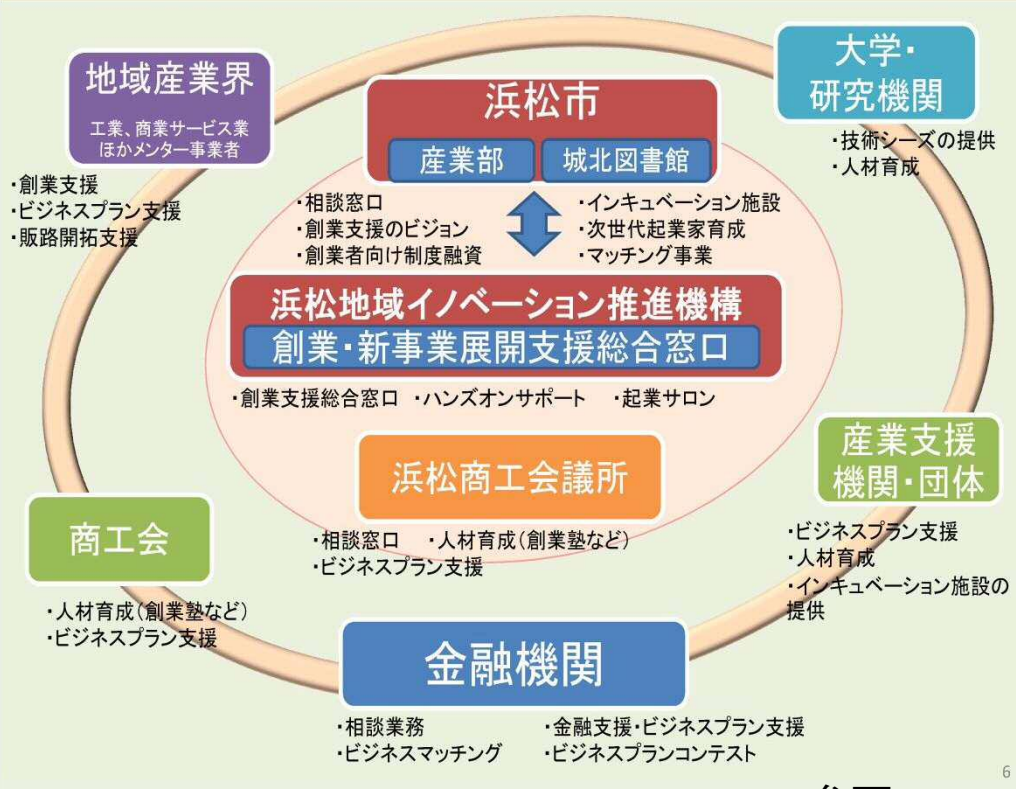 地域産業界
工業、商業サービス業
ほかメンター事業者
・創業支援
・ビジネスプラン支援
・販路開拓支援
浜松市
産業部
城北図書館
・相談窓口
・創業支援のビジョン
・創業者向け制度融資
・インキュベーション施設
・次世代起業家育成
・マッチング事業
大学・
研究機関
・技術シーズの提供
・人材育成
浜松地域イノベーション推進機構
創業・新事業展開支援総合窓口
・創業支援総合窓口 ・ハンズオンサポート ・起業サロン
浜松商工会議所
・相談窓口 ・人材育成(創業塾など)
・ビジネスプラン支援
産業支援
機関・団体
・ビジネスプラン支援
・人材育成
・インキュベーション施設の
提供
商工会
・人材育成(創業塾など)
・ビジネスプラン支援
金融機関
・相談業務
・ビジネスマッチング
・金融支援・ビジネスプラン支援
・ビジネスプランコンテスト
6